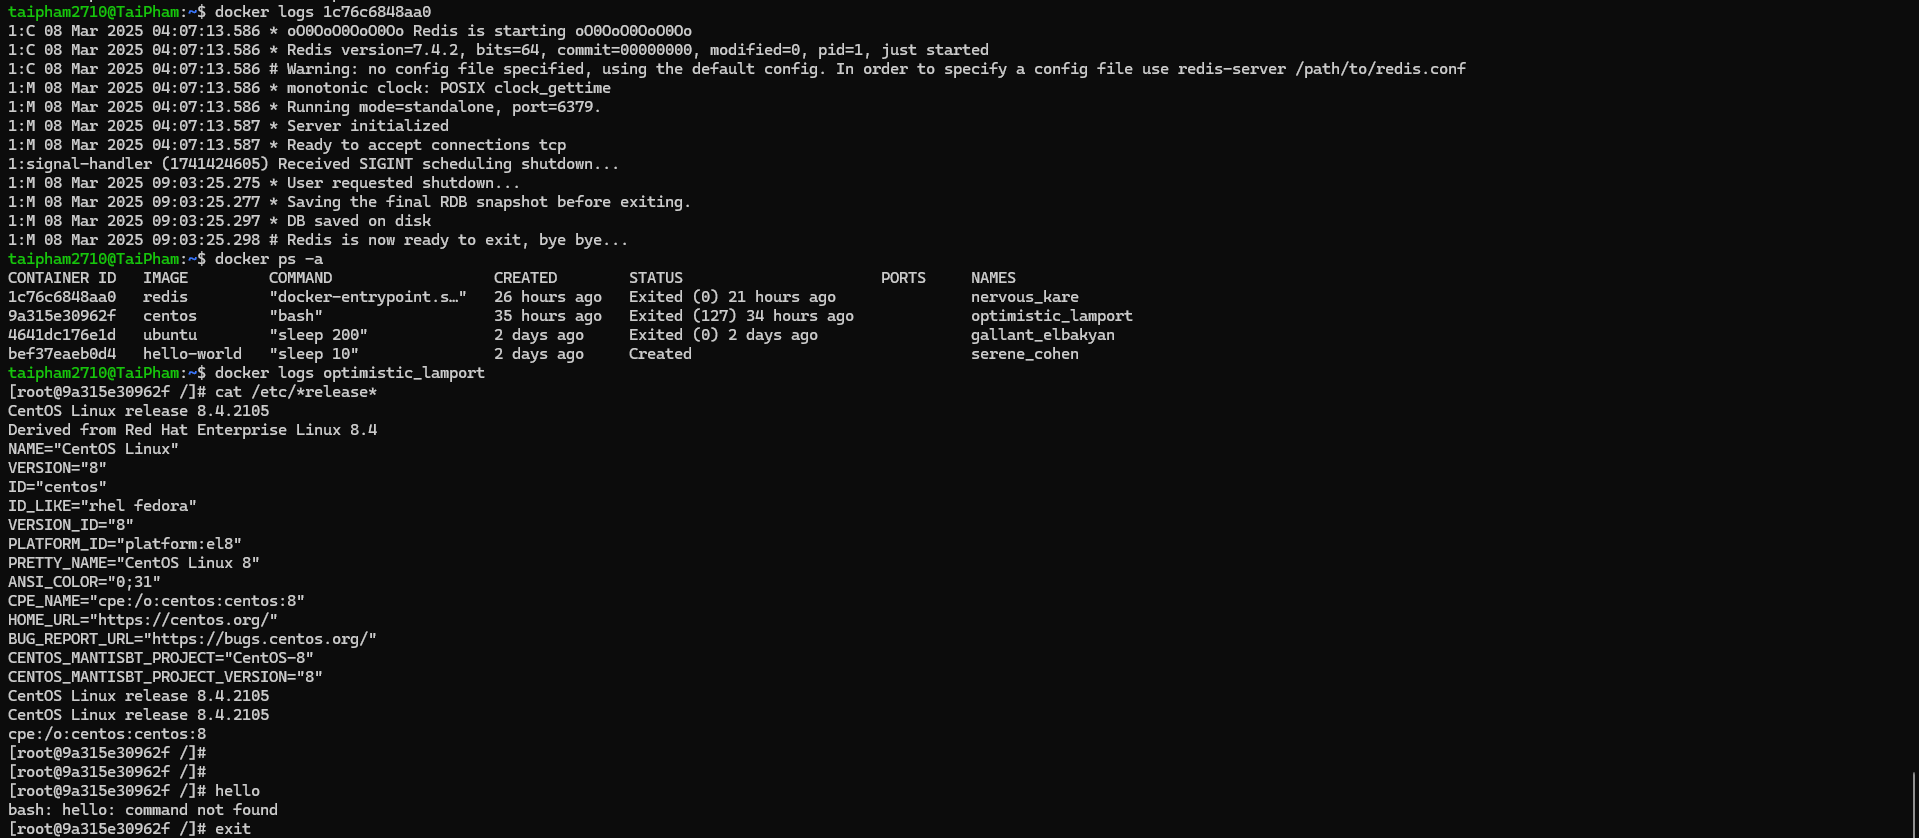 taipham2710@TaiPham:~$ docker logs 1c76c6848aa0
1:C 08 Mar 2025 04:07:13.586 * oO0OoO0OoO0Oo Redis is starting oO0OoO0OoO0Oo
1:C 08 Mar 2025 04:07:13.586 * Redis version=7.4.2, bits=64, commit=00000000, modified=0, pid=1, just started
1:C 08 Mar 2025 04:07:13.586 # Warning: no config file specified, using the default config. In order to specify a config file use redis-server /path/to/redis.conf
1:M 08 Mar 2025 04:07:13.586 * monotonic clock: POSIX clock_gettime
1:M 08 Mar 2025 04:07:13.586 * Running mode=standalone, port=6379.
1:M 08 Mar 2025 04:07:13.587 * Server initialized
1:M 08 Mar 2025 04:07:13.587 * Ready to accept connections tcp
1:signal-handler (1741424605) Received SIGINT scheduling shutdown...
1:M 08 Mar 2025 09:03:25.275 * User requested shutdown...
1:M 08 Mar 2025 09:03:25.277 * Saving the final RDB snapshot before exiting.
1:M 08 Mar 2025 09:03:25.297 * DB saved on disk
1:M 08 Mar 2025 09:03:25.298 # Redis is now ready to exit, bye bye...
taipham2710@TaiPham:~$ docker ps -a
CONTAINER ID   IMAGE         COMMAND                  CREATED        STATUS                      PORTS     NAMES
1c76c6848aa0   redis         "docker-entrypoint.s…"   26 hours ago   Exited (0) 21 hours ago               nervous_kare
9a315e30962f   centos        "bash"                   35 hours ago   Exited (127) 34 hours ago             optimistic_lamport
4641dc176e1d   ubuntu        "sleep 200"              2 days ago     Exited (0) 2 days ago                 gallant_elbakyan
bef37eaeb0d4   hello-world   "sleep 10"               2 days ago     Created                               serene_cohen
taipham2710@TaiPham:~$ docker logs optimistic_lamport
[root@9a315e30962f /]# cat /etc/*release*
CentOS Linux release 8.4.2105
Derived from Red Hat Enterprise Linux 8.4
NAME="CentOS Linux"
VERSION="8"
ID="centos"
ID_LIKE="rhel fedora"
VERSION_ID="8"
PLATFORM_ID="platform:el8"
PRETTY_NAME="CentOS Linux 8"
ANSI_COLOR="0;31"
CPE_NAME="cpe:/o:centos:centos:8"
HOME_URL="https://centos.org/"
BUG_REPORT_URL="https://bugs.centos.org/"
CENTOS_MANTISBT_PROJECT="CentOS-8"
CENTOS_MANTISBT_PROJECT_VERSION="8"
CentOS Linux release 8.4.2105
CentOS Linux release 8.4.2105
cpe:/o:centos:centos:8
[root@9a315e30962f /]#
[root@9a315e30962f /]#
[root@9a315e30962f /]# hello
bash: hello: command not found
[root@9a315e30962f /]# exit